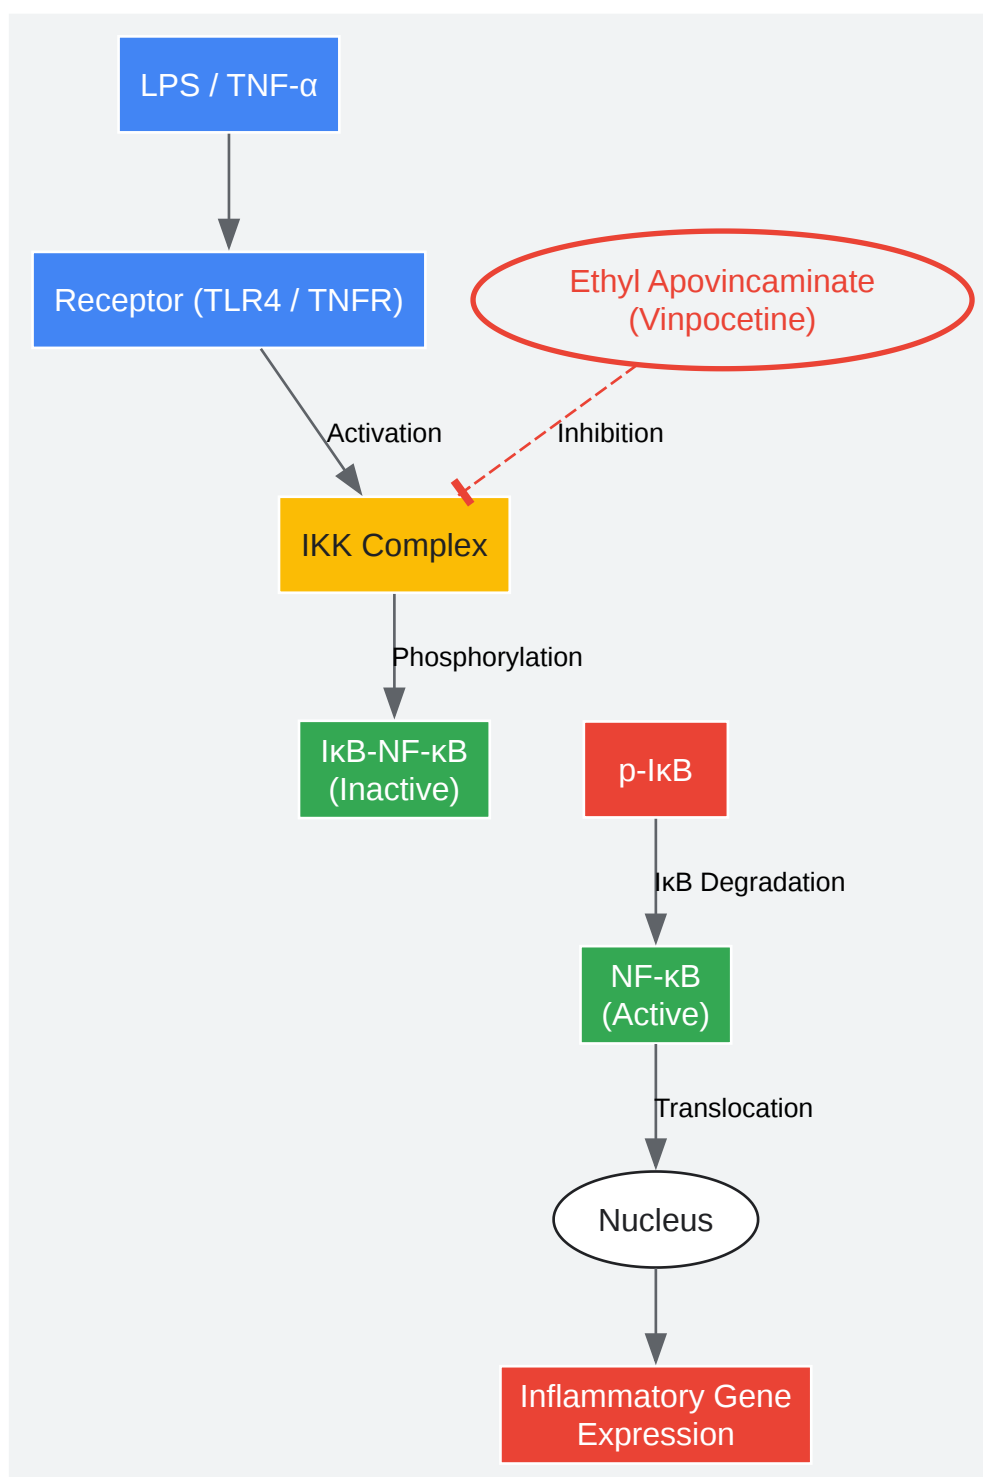 LPS / TNF-α
Receptor (TLR4 / TNFR)
Ethyl Apovincaminate
(Vinpocetine)
Activation
Inhibition
IKK Complex
Phosphorylation
IκB-NF-κB
(Inactive)
p-IκB
IκB Degradation
NF-κB
(Active)
Translocation
Nucleus
Inflammatory Gene
Expression